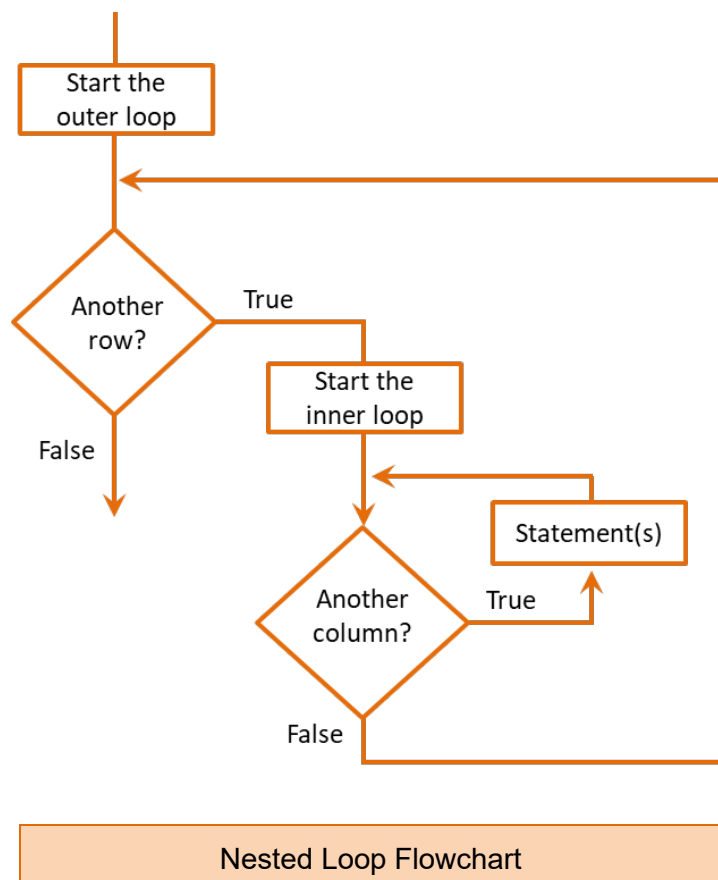 Start the
outer loop
Another
row?
True
False
Start the
inner loop
Statement(s)
Another
column?
True
False
Nested Loop Flowchart